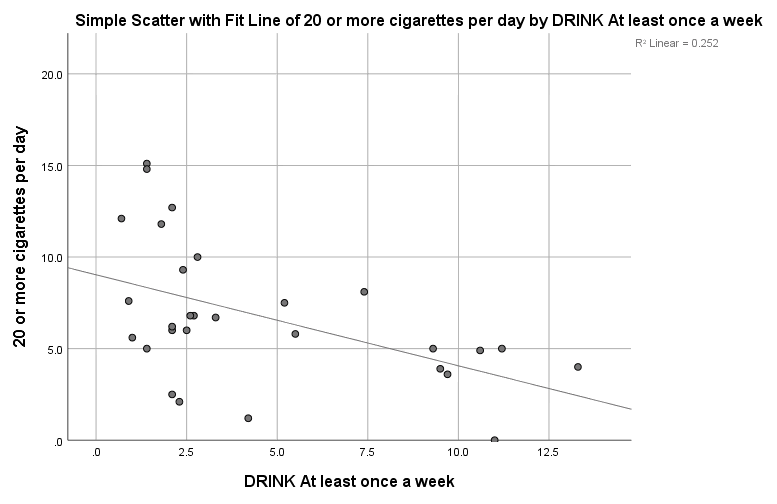 Simple Scatter with Fit Line of 20 or more cigarettes per day by DRINK At least once a week
R² Linear = 0.252
20 or more cigarettes per day
20.0
15.0
10.0
5.0
.0
.0 2.5 5.0 7.5 10.0 12.5
DRINK At least once a week